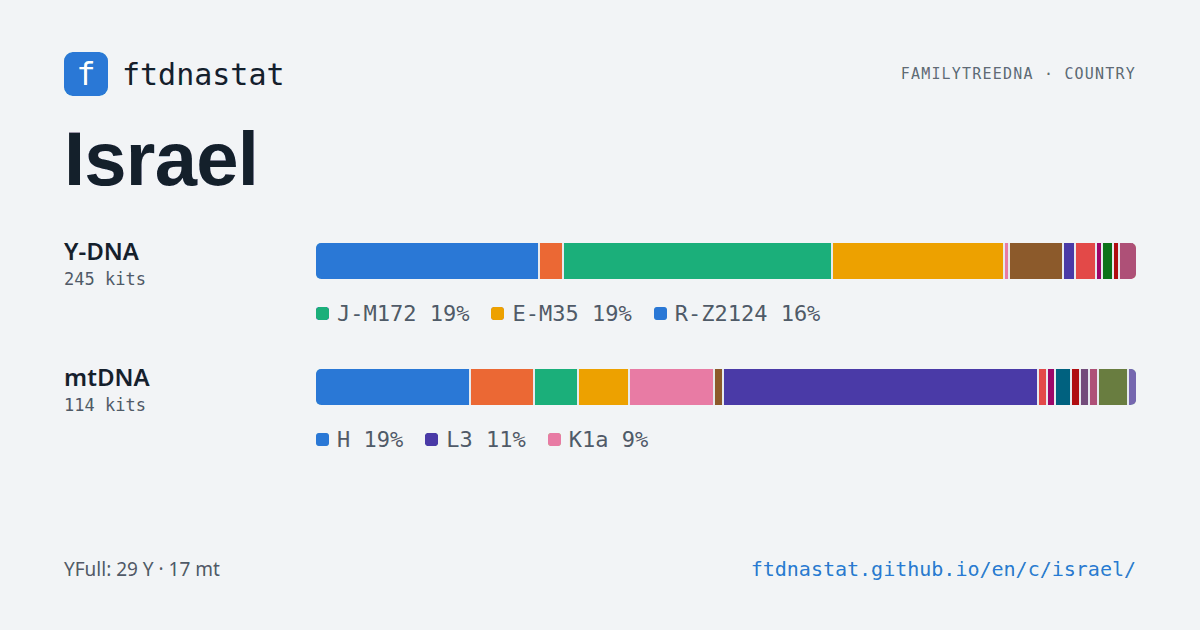 f ftdnastat
FAMILYTREEDNA · COUNTRY
Israel
Y-DNA
245 kits
J-M172 19% E-M35 19% R-Z2124 16%
mtDNA
114 kits
H 19% L3 11% K1a 9%
YFull: 29 Y · 17 mt
ftdnastat.github.io/en/c/israel/